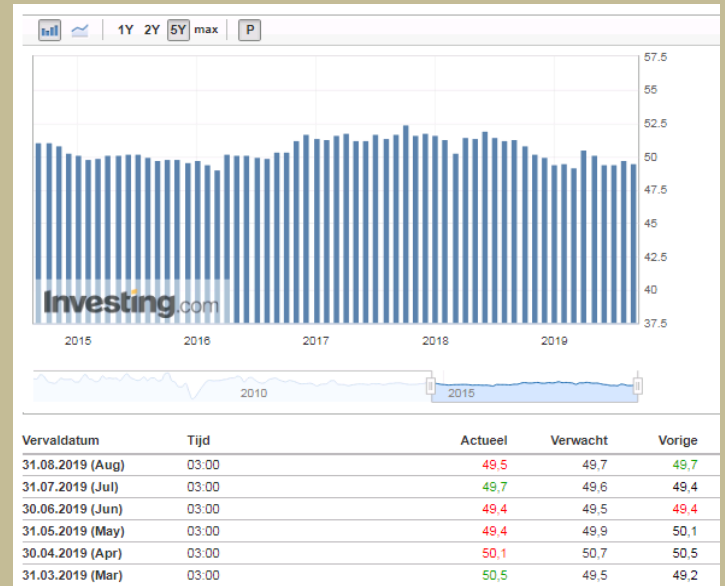 1Y 2Y 5Y max P
57.5
55
52.5
50
47.5
45
42.5
40
37.5
Investing.com
2015 2016 2017 2018 2019
2010 2015
Vervaldatum Tijd Actueel Verwacht Vorige
31.08.2019 (Aug) 03:00 49,5 49,7 49,7
31.07.2019 (Jul) 03:00 49,7 49,6 49,4
30.06.2019 (Jun) 03:00 49,4 49,5 49,4
31.05.2019 (May) 03:00 49,4 49,9 50,1
30.04.2019 (Apr) 03:00 50,1 50,7 50,5
31.03.2019 (Mar) 03:00 50,5 49,5 49,2